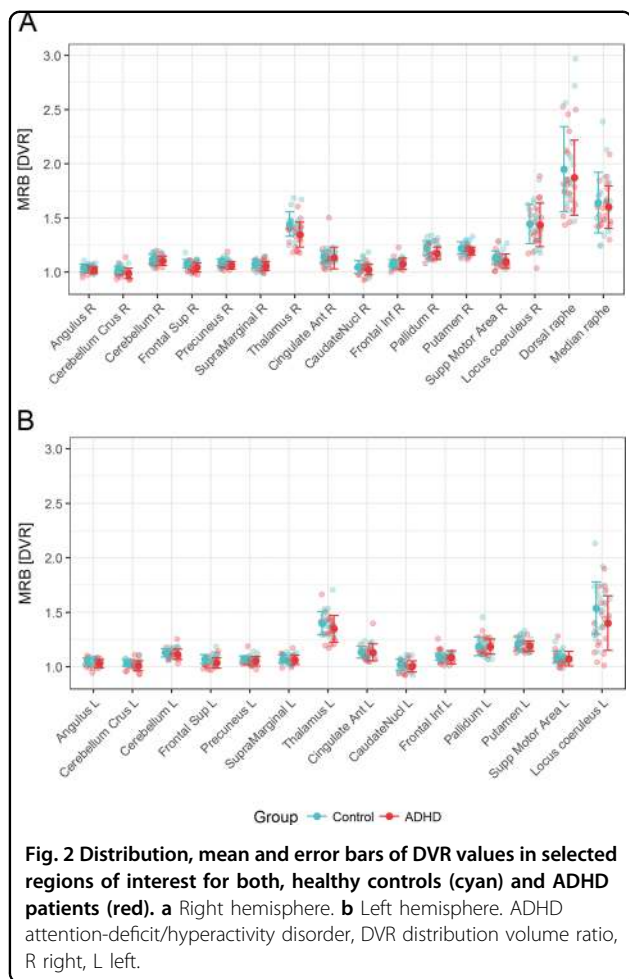 A
MRB [DVR]
3.0
2.5
2.0
1.5
1.0
Angulus R
Cerebellum Crus R
Cerebellum R
Frontal Sup R
Precuneus R
SupraMarginal R
Thalamus R
Cingulate Ant R
CaudateNucl R
Frontal Inf R
Pallidum R
Putamen R
Supp Motor Area R
Locus coeruleus R
Dorsal raphe
Median raphe
B
MRB [DVR]
3.0
2.5
2.0
1.5
1.0
Angulus L
Cerebellum Crus L
Cerebellum L
Frontal Sup L
Precuneus L
SupraMarginal L
Thalamus L
Cingulate Ant L
CaudateNucl L
Frontal Inf L
Pallidum L
Putamen L
Supp Motor Area L
Locus coeruleus L
Group Control ADHD
Fig. 2 Distribution, mean and error bars of DVR values in selected
regions of interest for both, healthy controls (cyan) and ADHD
patients (red). a Right hemisphere. b Left hemisphere. ADHD
attention-deficit/hyperactivity disorder, DVR distribution volume ratio,
R right, L left.